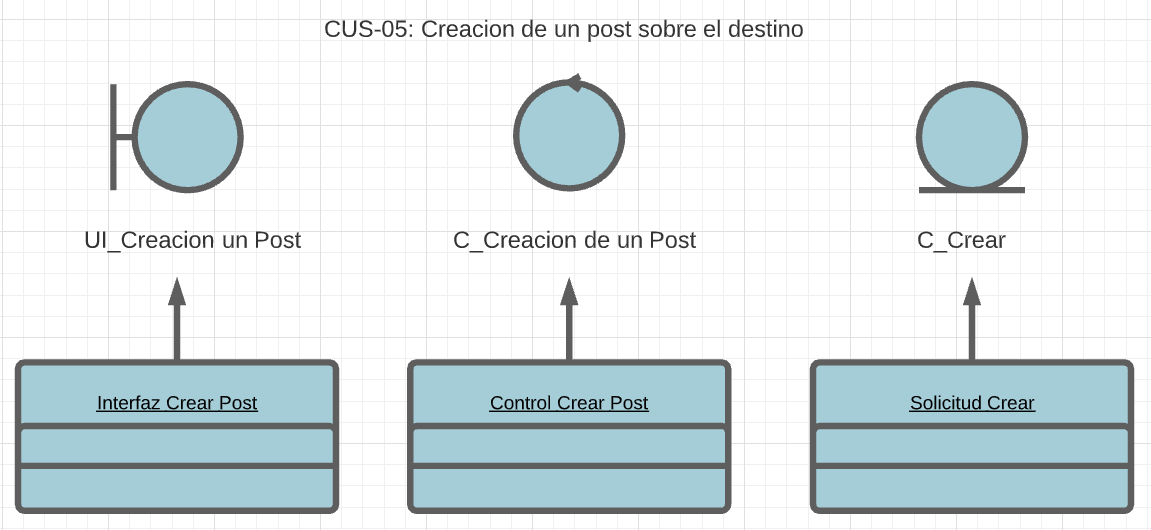 CUS-05: Creacion de un post sobre el destino
UI_Creacion un Post
C_Creacion de un Post
C_Crear
Interfaz Crear Post
Control Crear Post
Solicitud Crear